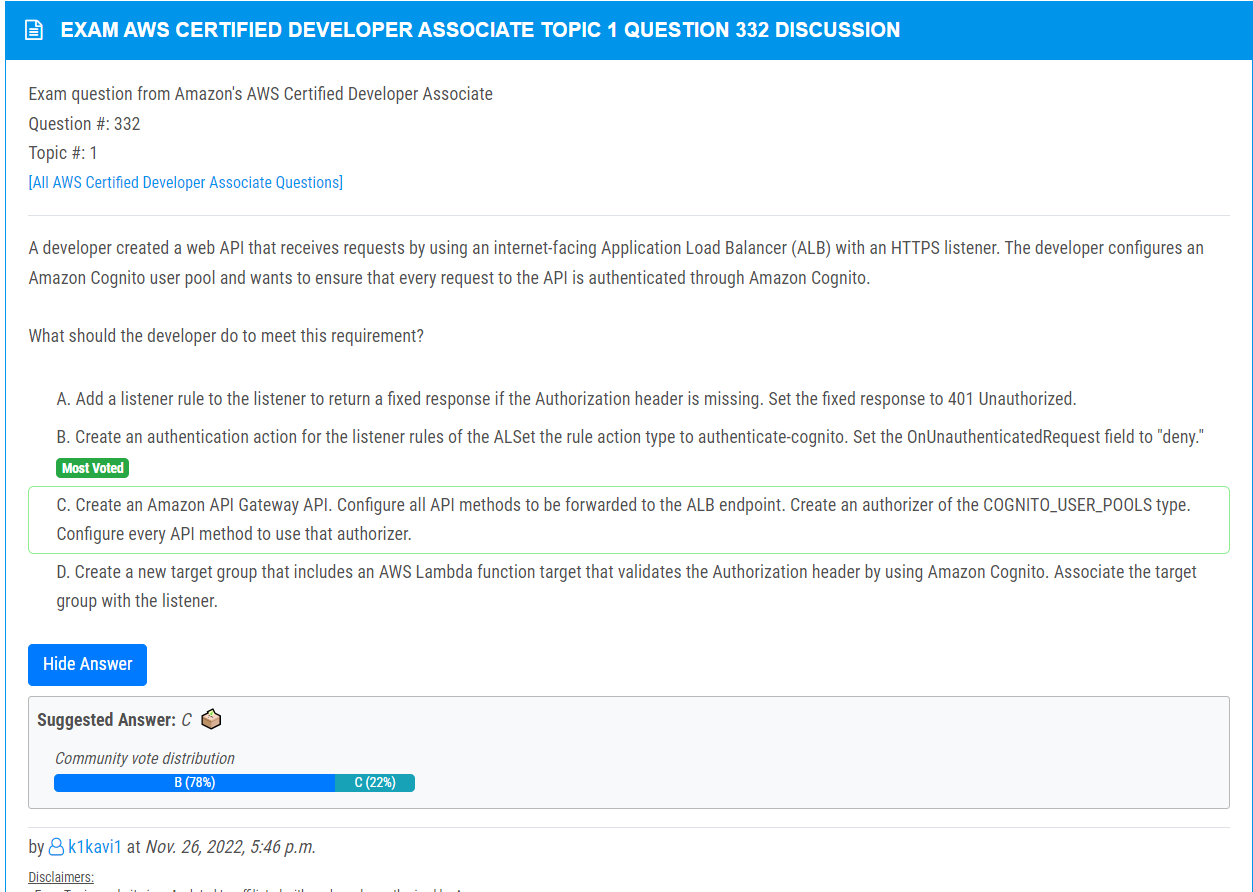 EXAM AWS CERTIFIED DEVELOPER ASSOCIATE TOPIC 1 QUESTION 332 DISCUSSION
Exam question from Amazon's AWS Certified Developer Associate
Question #: 332
Topic #: 1
[All AWS Certified Developer Associate Questions]
A developer created a web API that receives requests by using an internet-facing Application Load Balancer (ALB) with an HTTPS listener. The developer configures an
Amazon Cognito user pool and wants to ensure that every request to the API is authenticated through Amazon Cognito.
What should the developer do to meet this requirement?
A. Add a listener rule to the listener to return a fixed response if the Authorization header is missing. Set the fixed response to 401 Unauthorized.
B. Create an authentication action for the listener rules of the ALSet the rule action type to authenticate-cognito. Set the OnUnauthenticatedRequest field to "deny."
Most Voted
C. Create an Amazon API Gateway API. Configure all API methods to be forwarded to the ALB endpoint. Create an authorizer of the COGNITO_USER_POOLS type.
Configure every API method to use that authorizer.
D. Create a new target group that includes an AWS Lambda function target that validates the Authorization header by using Amazon Cognito. Associate the target
group with the listener.
Hide Answer
Suggested Answer: C
Community vote distribution
B (78%) C (22%)
by k1kavi1 at Nov. 26, 2022, 5:46 p.m.
Disclaimers: